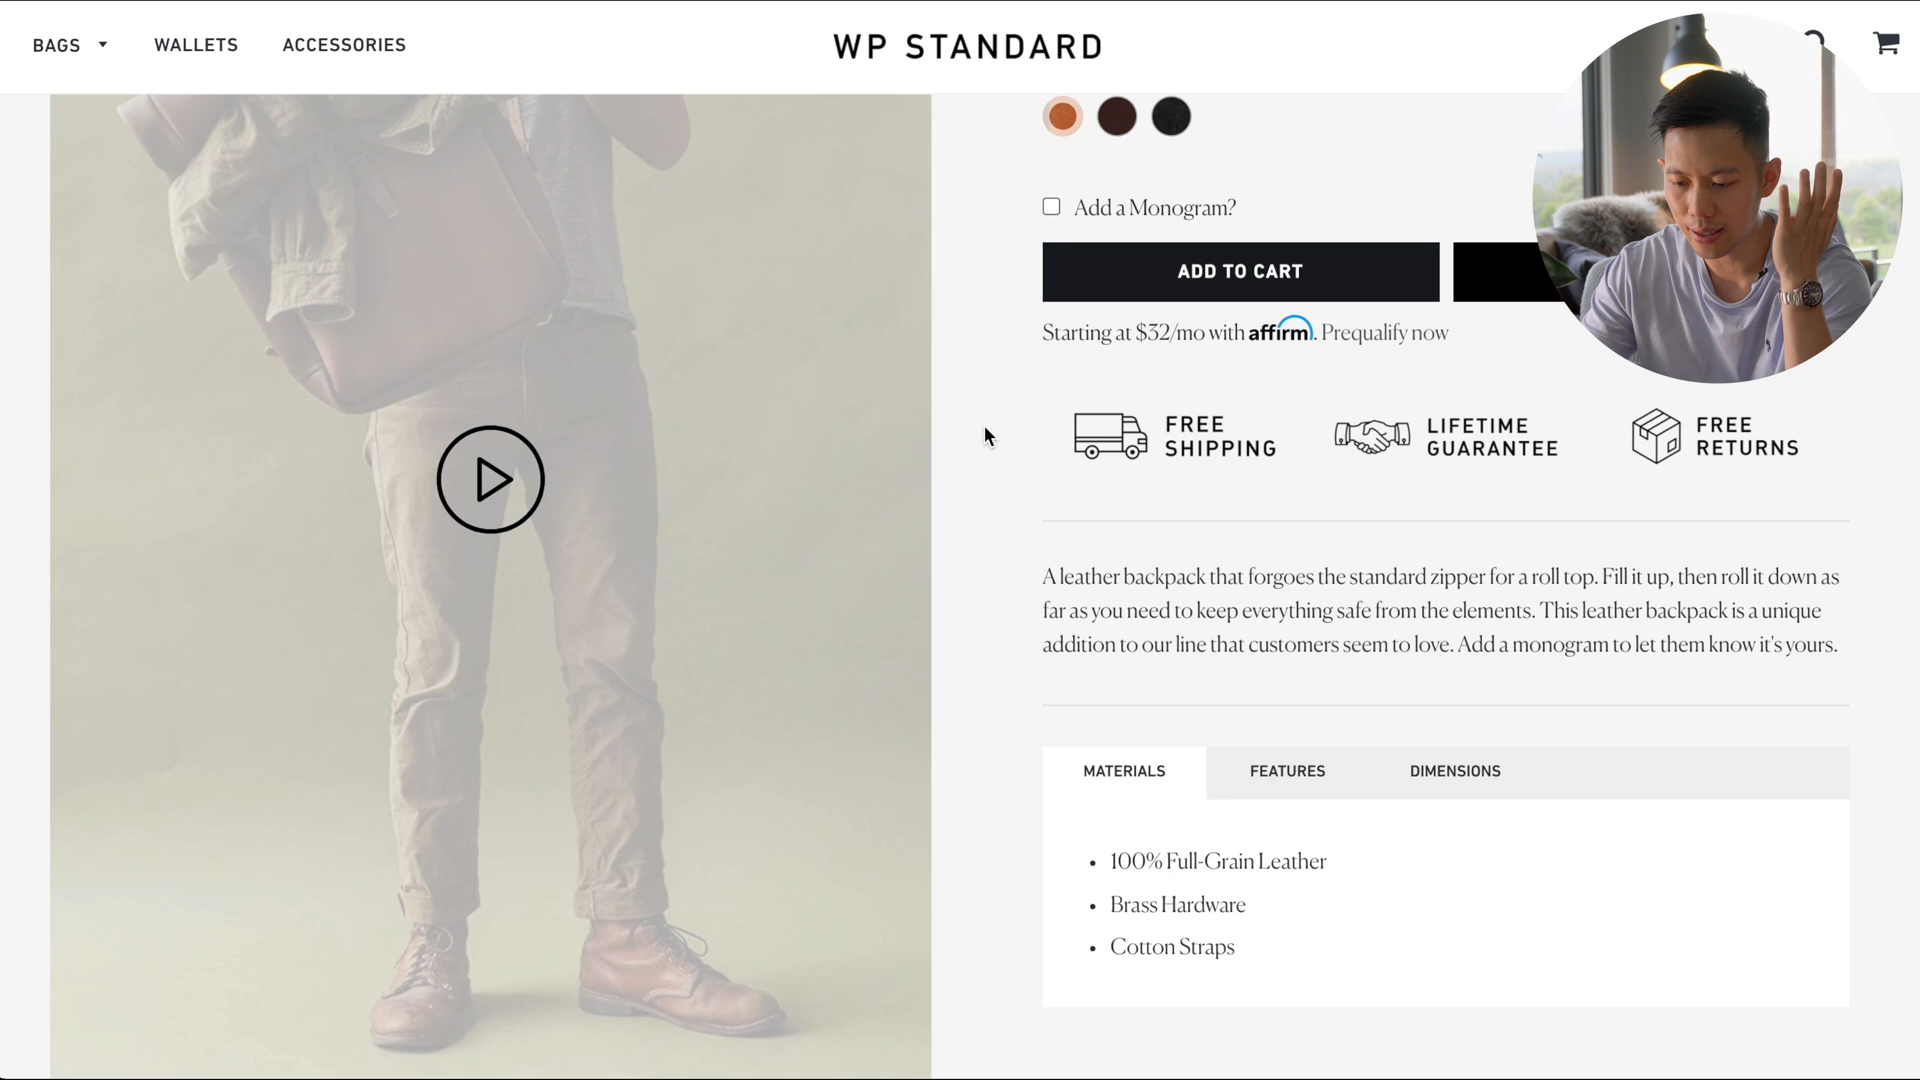 BAGS
WALLETS
ACCESSORIES
WP STANDARD
Add a Monogram?
ADD TO CART
Starting at $32/mo with affirm. Prequalify now
FREE
SHIPPING
LIFETIME
GUARANTEE
FREE
RETURNS
A leather backpack that forgoes the standard zipper for a roll top. Fill it up, then roll it down as
far as you need to keep everything safe from the elements. This leather backpack is a unique
addition to our line that customers seem to love. Add a monogram to let them know it's yours.
MATERIALS
FEATURES
DIMENSIONS
• 100% Full-Grain Leather
• Brass Hardware
• Cotton Straps